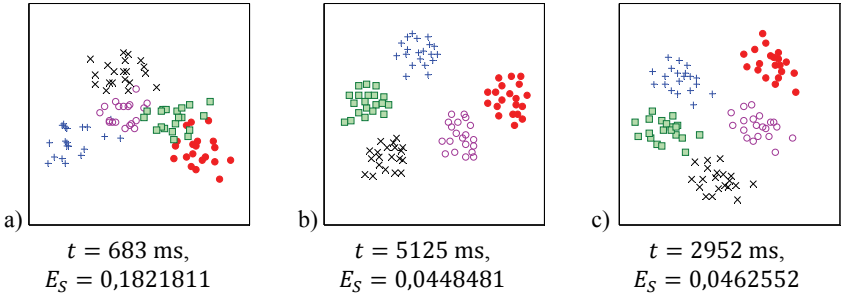 a)
t = 683 ms,
E_S = 0,1821811
b)
t = 5125 ms,
E_S = 0,0448481
c)
t = 2952 ms,
E_S = 0,0462552